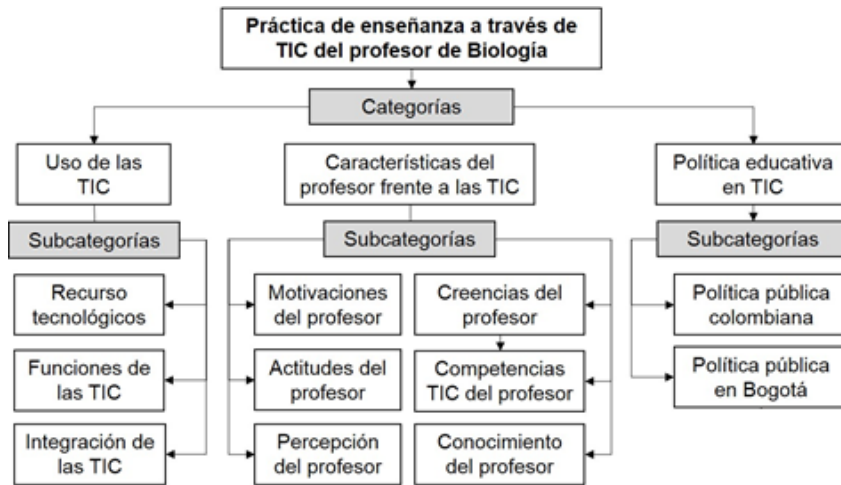 Práctica de enseñanza a través de
TIC del profesor de Biología
Categorías
Uso de las
TIC
Características del
profesor frente a las TIC
Política educativa
en TIC
Subcategorías
Subcategorías
Subcategorías
Recurso
tecnológicos
Motivaciones
del profesor
Creencias del
profesor
Política pública
colombiana
Funciones de
las TIC
Actitudes del
profesor
Competencias
TIC del profesor
Política pública
en Bogotá
Integración de
las TIC
Percepción
del profesor
Conocimiento
del profesor